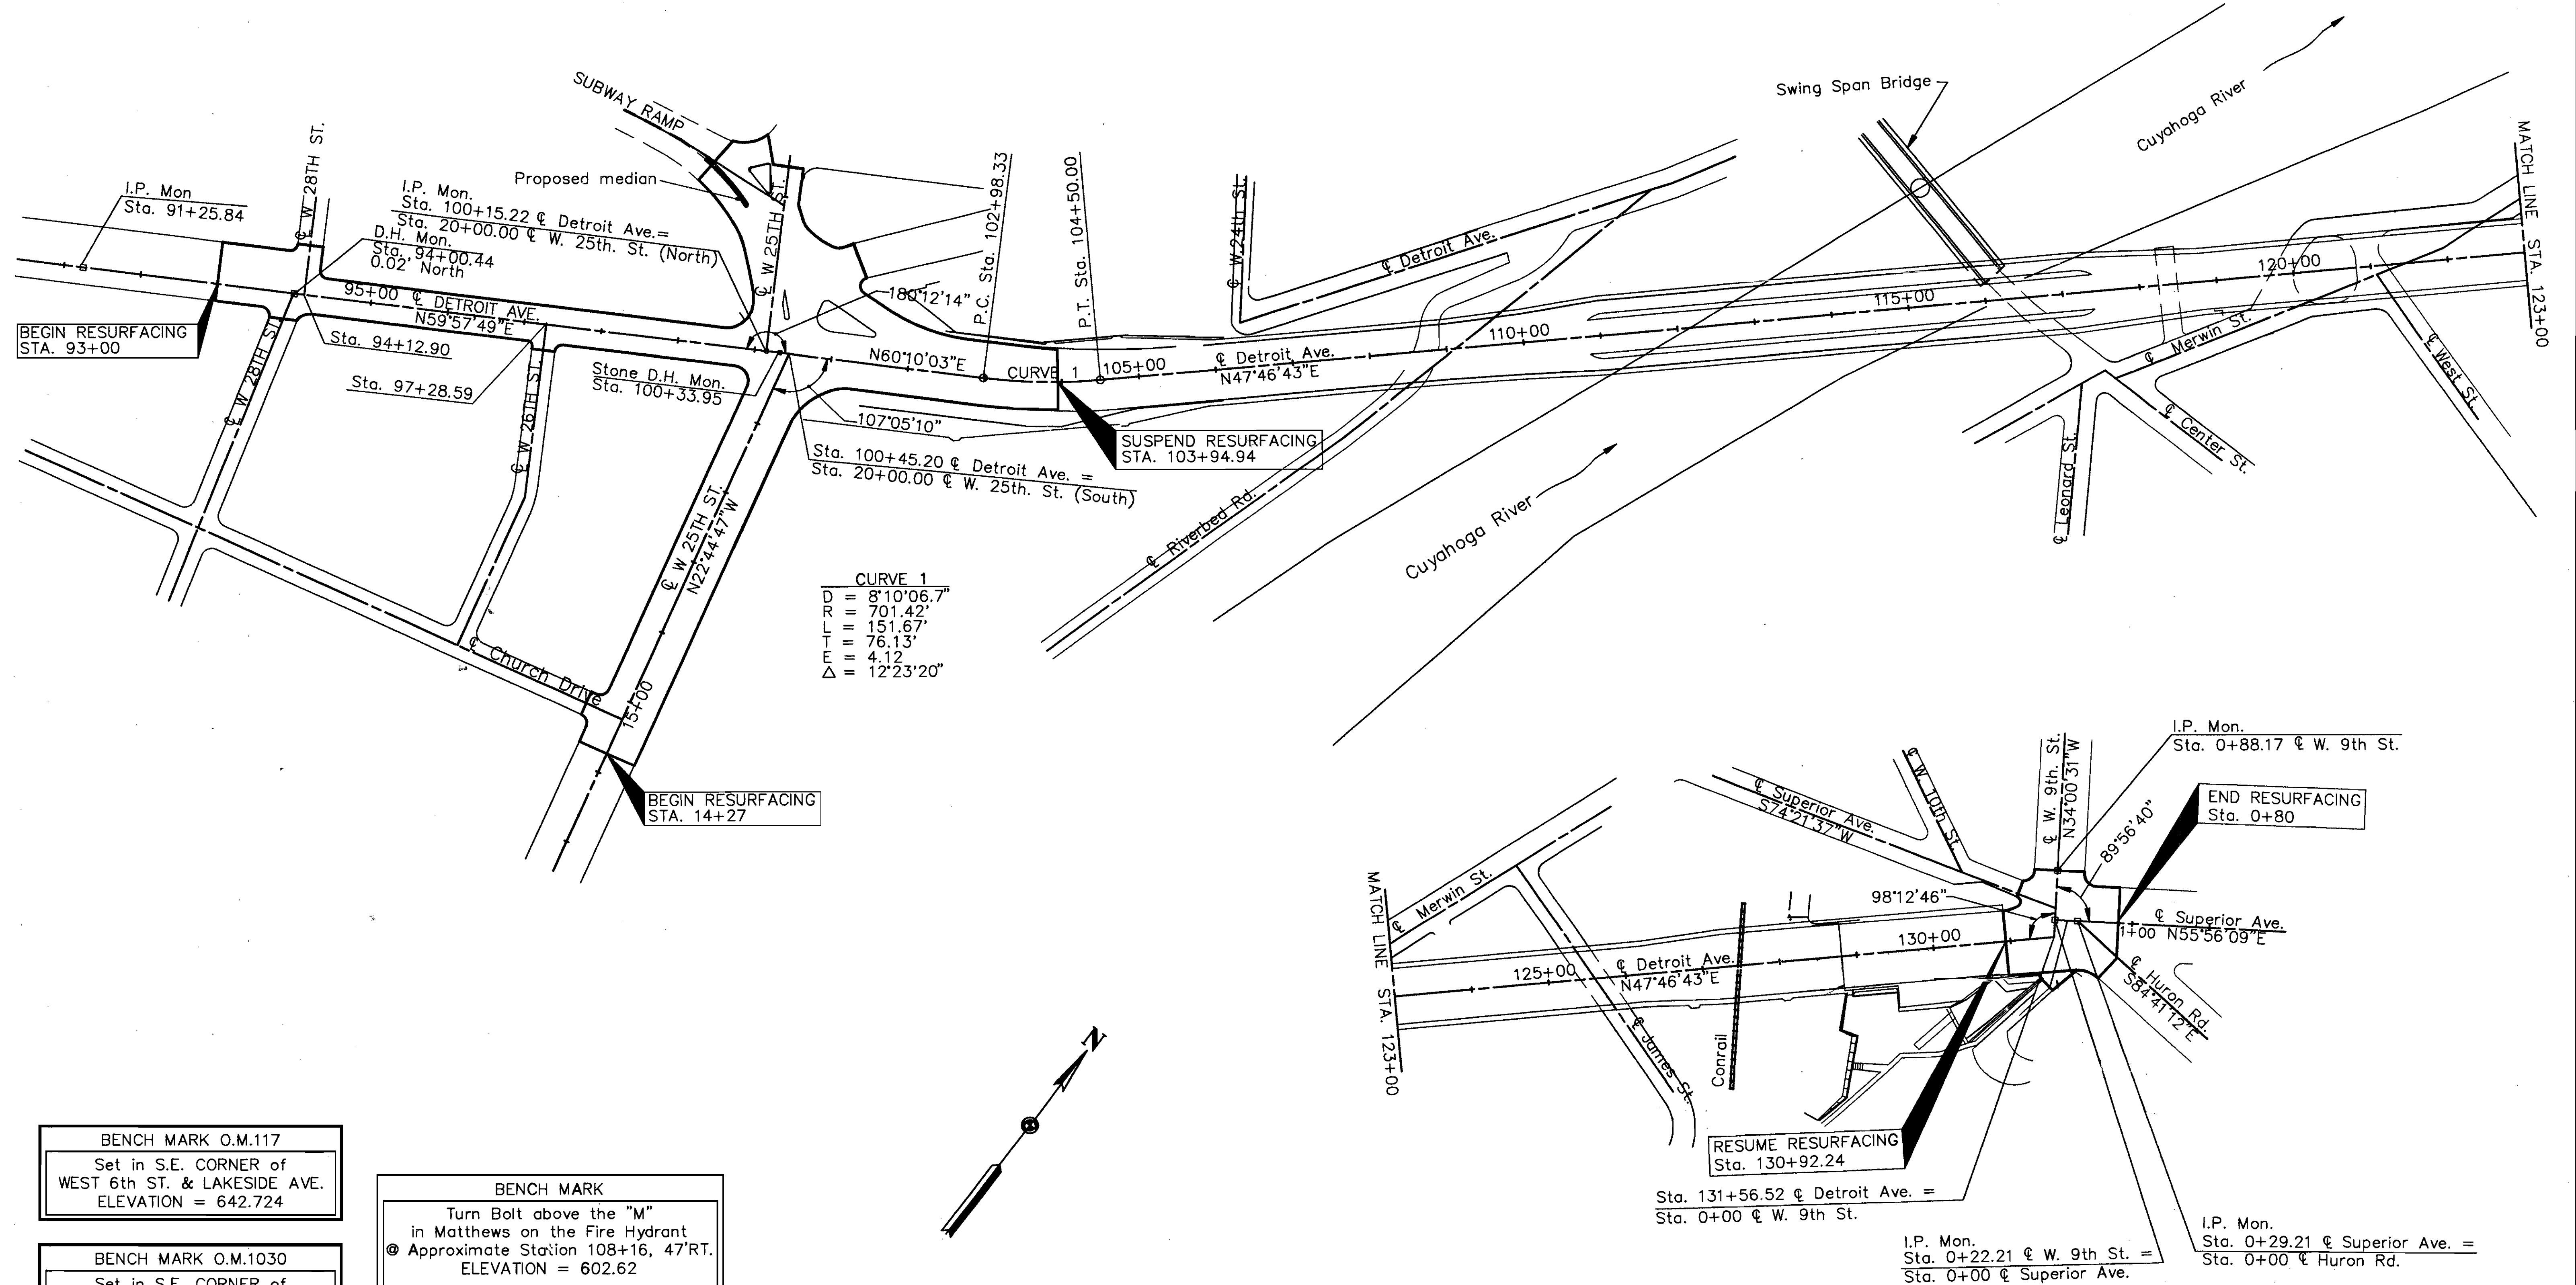 SUBWAY RAMP
Proposed median
Swing Span Bridge
Cuyahoga River
MATCH LINE STA. 123+00
I.P. Mon
Sta. 91+25.84
℄ W 28TH ST.
I.P. Mon.
Sta. 100+15.22 ℄ Detroit Ave.=
Sta. 20+00.00 ℄ W. 25th. St. (North)
D.H. Mon.
Sta. 94+00.44
0.02' North
℄ W 25TH ST.
P.C. Sta. 102+98.33
P.T. Sta. 104+50.00
℄ W.24th St.
℄ Detroit Ave.
180°12'14"
95+00 ℄ DETROIT AVE.
N59°57'49"E
BEGIN RESURFACING
STA. 93+00
Sta. 94+12.90
Sta. 97+28.59
℄ W 28TH ST
℄ W 26TH ST.
Stone D.H. Mon.
Sta. 100+33.95
N60°10'03"E
CURVE 1
105+00
℄ Detroit Ave.
N47°46'43"E
110+00
115+00
120+00
℄ Merwin St.
℄ West St.
℄ Center St.
℄ Leonard St.
107°05'10"
SUSPEND RESURFACING
STA. 103+94.94
Sta. 100+45.20 ℄ Detroit Ave. =
Sta. 20+00.00 ℄ W. 25th. St. (South)
℄ W 25TH ST.
N22°44'47"W
℄ Riverbed Rd.
Cuyahoga River
℄ Church Drive
15+00
CURVE 1
D = 8°10'06.7"
R = 701.42'
L = 151.67'
T = 76.13'
E = 4.12
△ = 12°23'20"
BEGIN RESURFACING
STA. 14+27
I.P. Mon.
Sta. 0+88.17 ℄ W. 9th St.
℄ Superior Ave.
S74°21'37"W
℄ W. 10th St.
℄ W. 9th. St.
N34°00'31"W
89°56'40"
END RESURFACING
Sta. 0+80
98°12'46"
MATCH LINE STA. 123+00
℄ Merwin St.
125+00
℄ Detroit Ave.
N47°46'43"E
130+00
℄ Superior Ave.
1+00 N55°56'09"E
℄ Huron Rd.
S84°41'12"E
℄ James St.
Conrail
RESUME RESURFACING
Sta. 130+92.24
Sta. 131+56.52 ℄ Detroit Ave. =
Sta. 0+00 ℄ W. 9th St.
I.P. Mon.
Sta. 0+22.21 ℄ W. 9th St. =
Sta. 0+00 ℄ Superior Ave.
I.P. Mon.
Sta. 0+29.21 ℄ Superior Ave. =
Sta. 0+00 ℄ Huron Rd.
N
BENCH MARK O.M.117
Set in S.E. CORNER of
WEST 6th ST. & LAKESIDE AVE.
ELEVATION = 642.724
BENCH MARK O.M.1030
Set in S.E. CORNER of
BENCH MARK
Turn Bolt above the "M"
in Matthews on the Fire Hydrant
@ Approximate Station 108+16, 47'RT.
ELEVATION = 602.62